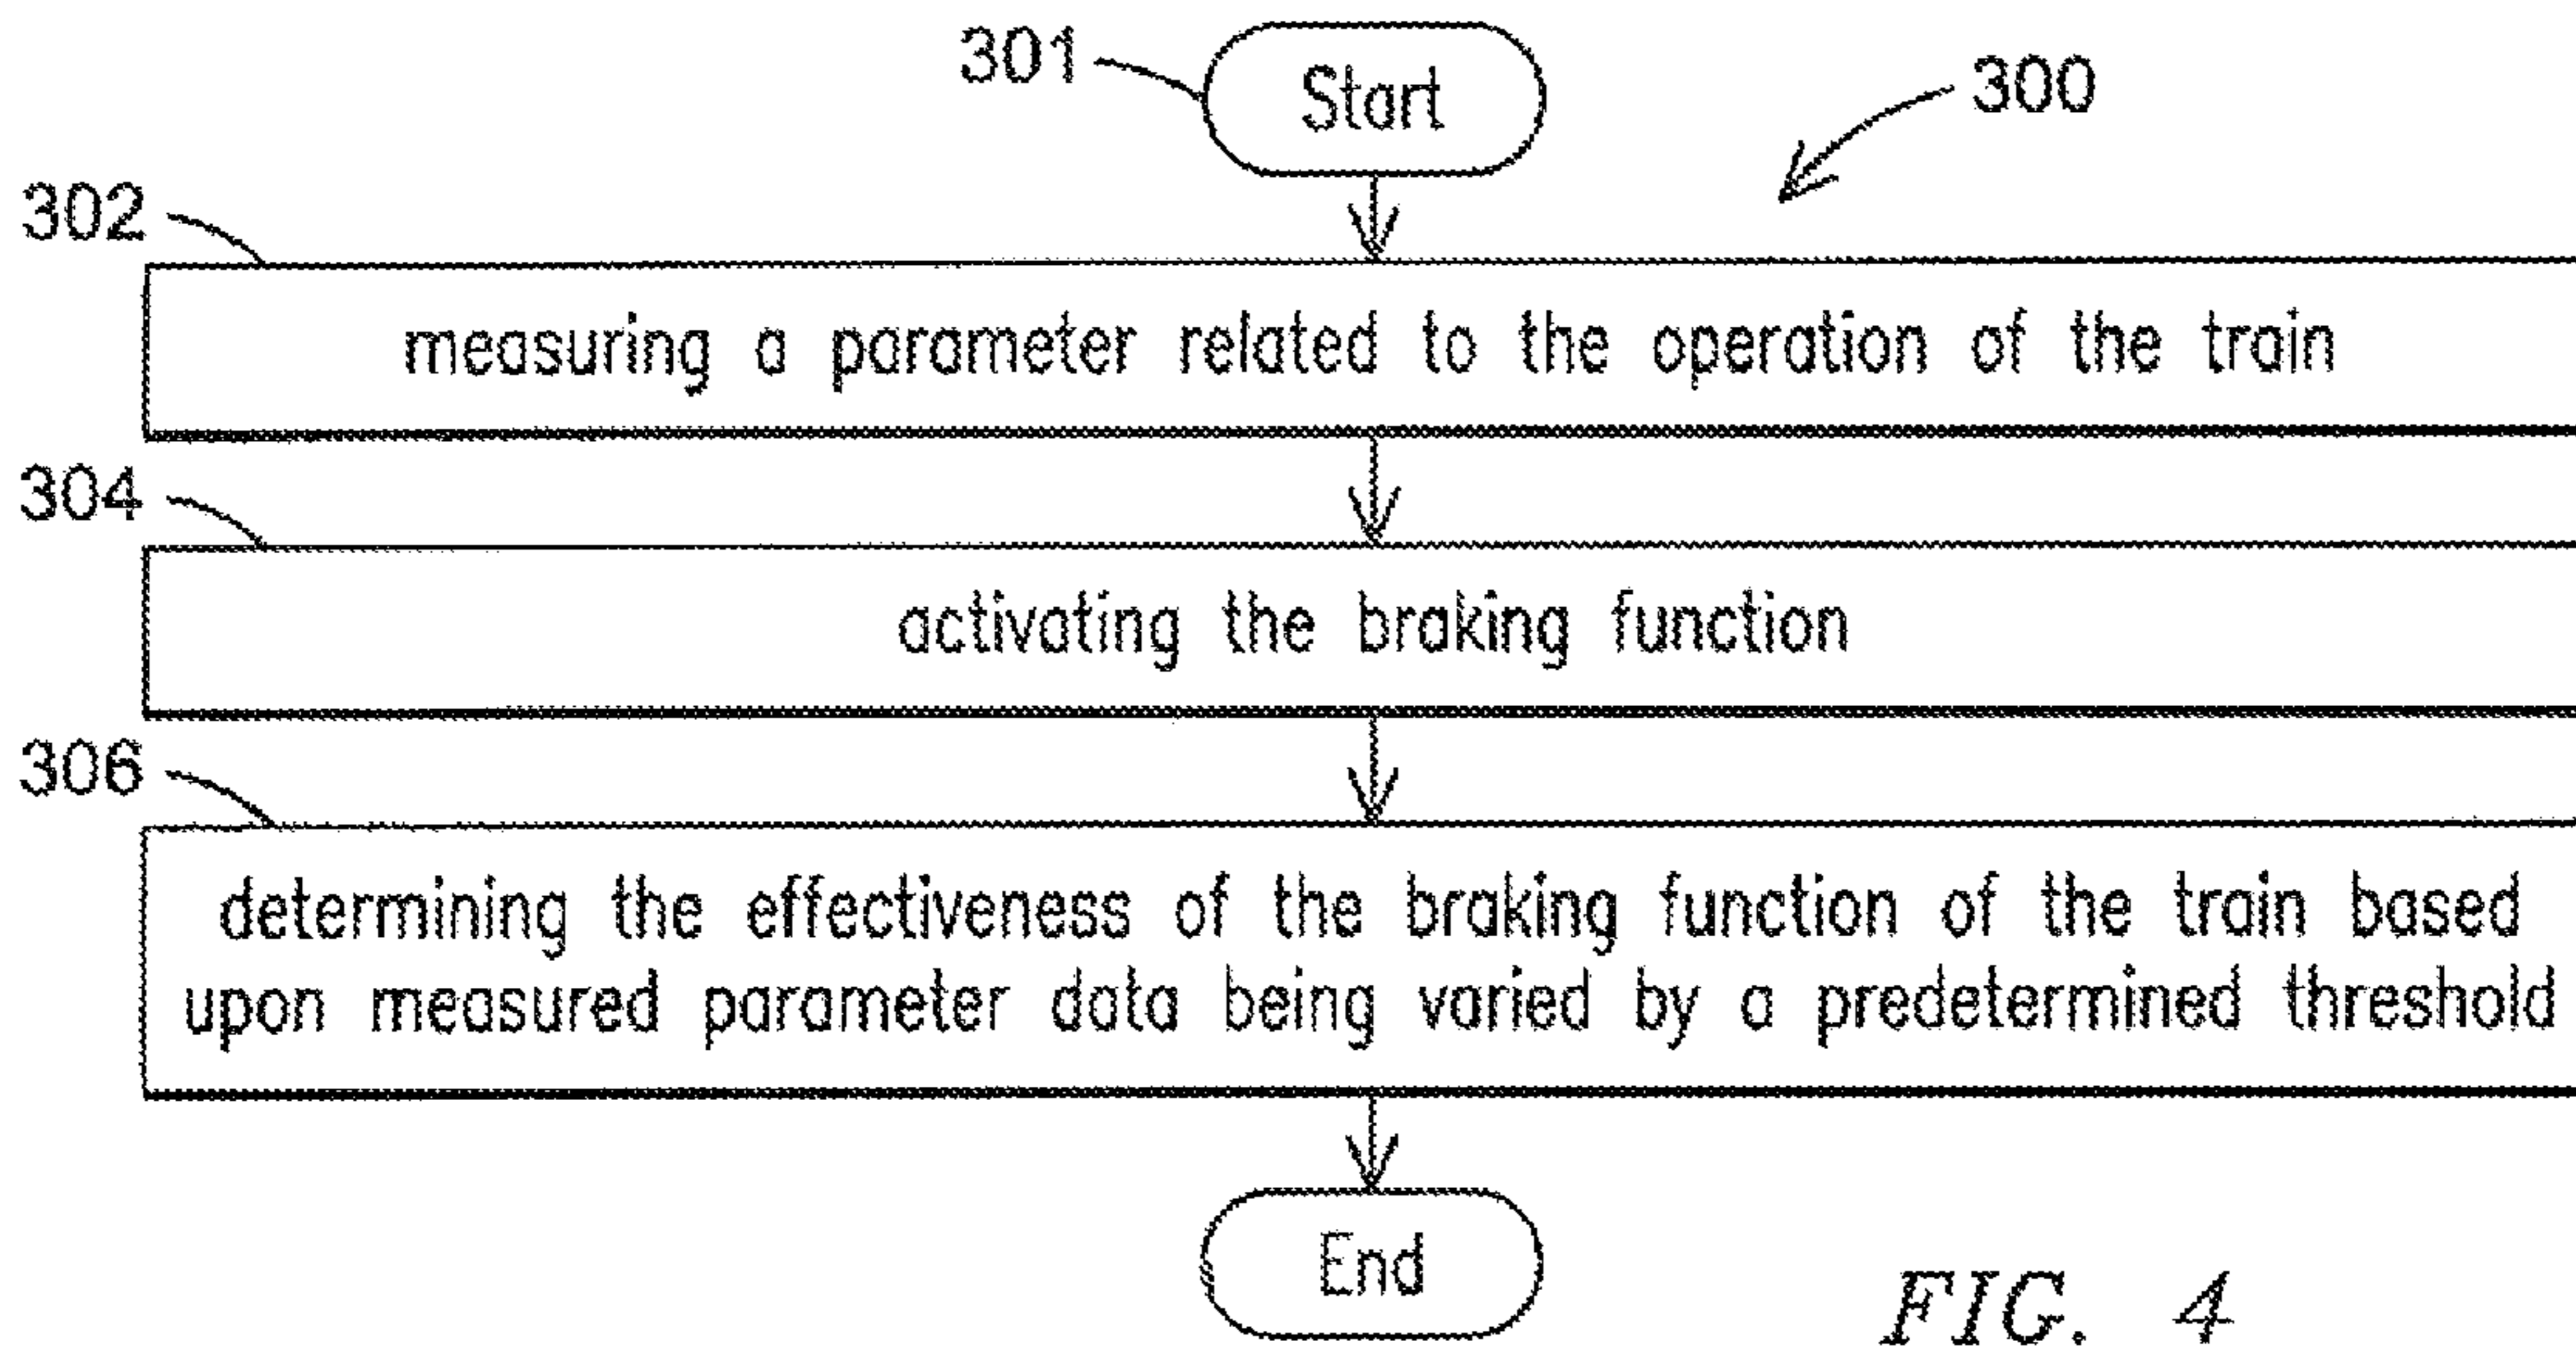 301
Start
300
302
measuring a parameter related to the operation of the train
304
activating the braking function
306
determining the effectiveness of the braking function of the train based
upon measured parameter data being varied by a predetermined threshold
End
FIG. 4